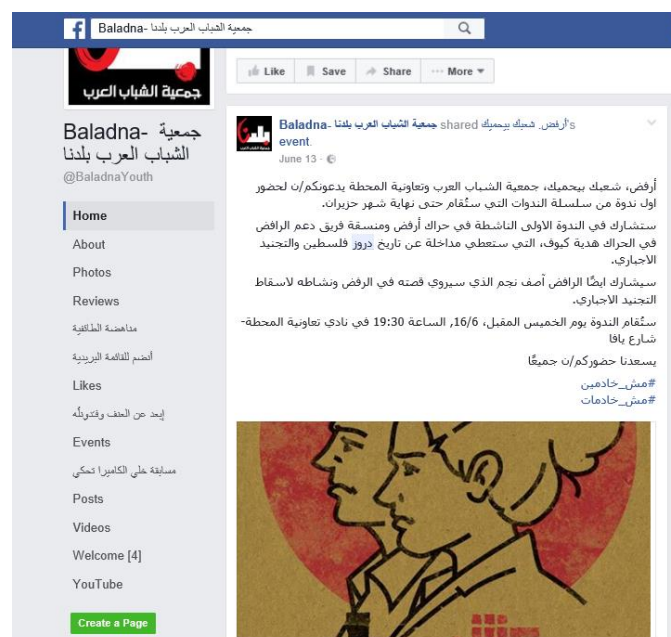 Baladna- جمعية الشباب العرب بلدنا
جمعية الشباب العرب
Baladna- جمعية
الشباب العرب بلدنا
@BaladnaYouth
Home
About
Photos
Reviews
مناهضة الطائفية
أنضم للقائمة البريدية
Likes
إبعد عن العنف وغنيله
Events
مسابقة خلي الكاميرا تحكي
Posts
Videos
Welcome [4]
YouTube
Create a Page
Like Save Share More
Baladna- جمعية الشباب العرب بلدنا shared أرفض, شعبك بيحميك's
event.
June 13
أرفض، شعبك بيحميك، جمعية الشباب العرب وتعاونية المحطة يدعونكم/ن لحضور
اول ندوة من سلسلة الندوات التي ستُقام حتى نهاية شهر حزيران.
ستشارك في الندوة الاولى الناشطة في حراك أرفض ومنسقة فريق دعم الرافض
في الحراك هدية كيوف، التي ستعطي مداخلة عن تاريخ دروز فلسطين والتجنيد
الاجباري.
سيشارك ايضًا الرافض آصف نجم الذي سيروي قصته في الرفض ونشاطه لاسقاط
التجنيد الاجباري.
ستُقام الندوة يوم الخميس المقبل، 16/6, الساعة 19:30 في نادي تعاونية المحطة-
شارع يافا
يسعدنا حضوركم/ن جميعًا
#مش_خادمين
#مش_خادمات